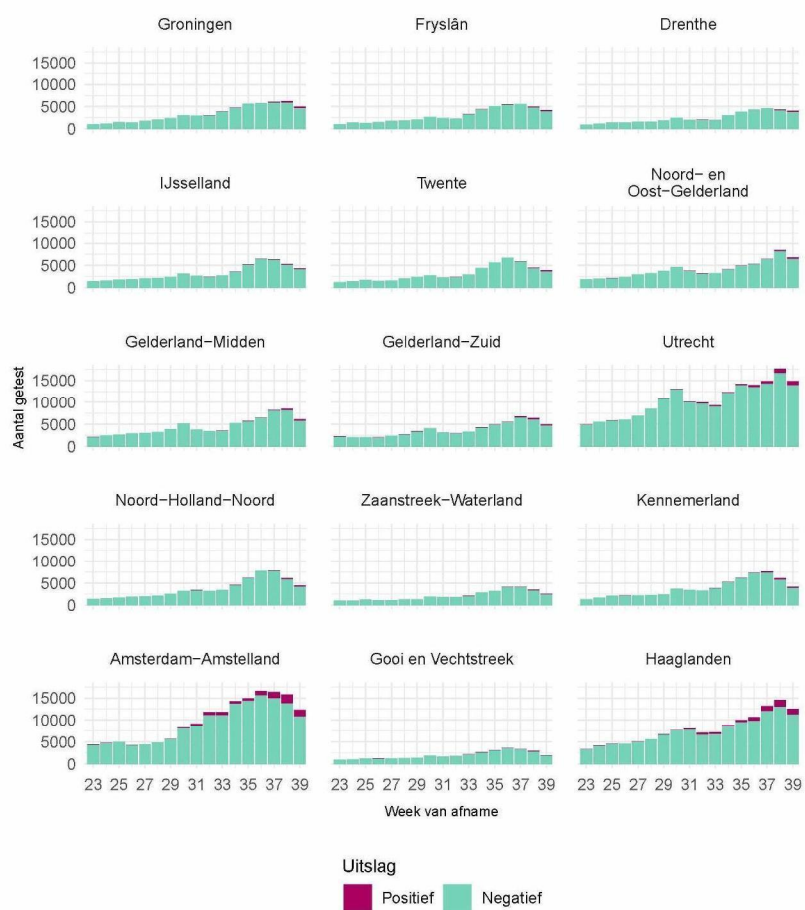 Groningen
Fryslân
Drenthe
15000
10000
5000
0
IJsselland
Twente
Noord- en
Oost-Gelderland
15000
10000
5000
0
Gelderland-Midden
Gelderland-Zuid
Utrecht
15000
10000
5000
0
Aantal getest
Noord-Holland-Noord
Zaanstreek-Waterland
Kennemerland
15000
10000
5000
0
Amsterdam-Amstelland
Gooi en Vechtstreek
Haaglanden
15000
10000
5000
0
23 25 27 29 31 33 35 37 39
23 25 27 29 31 33 35 37 39
23 25 27 29 31 33 35 37 39
Week van afname
Uitslag
Positief
Negatief